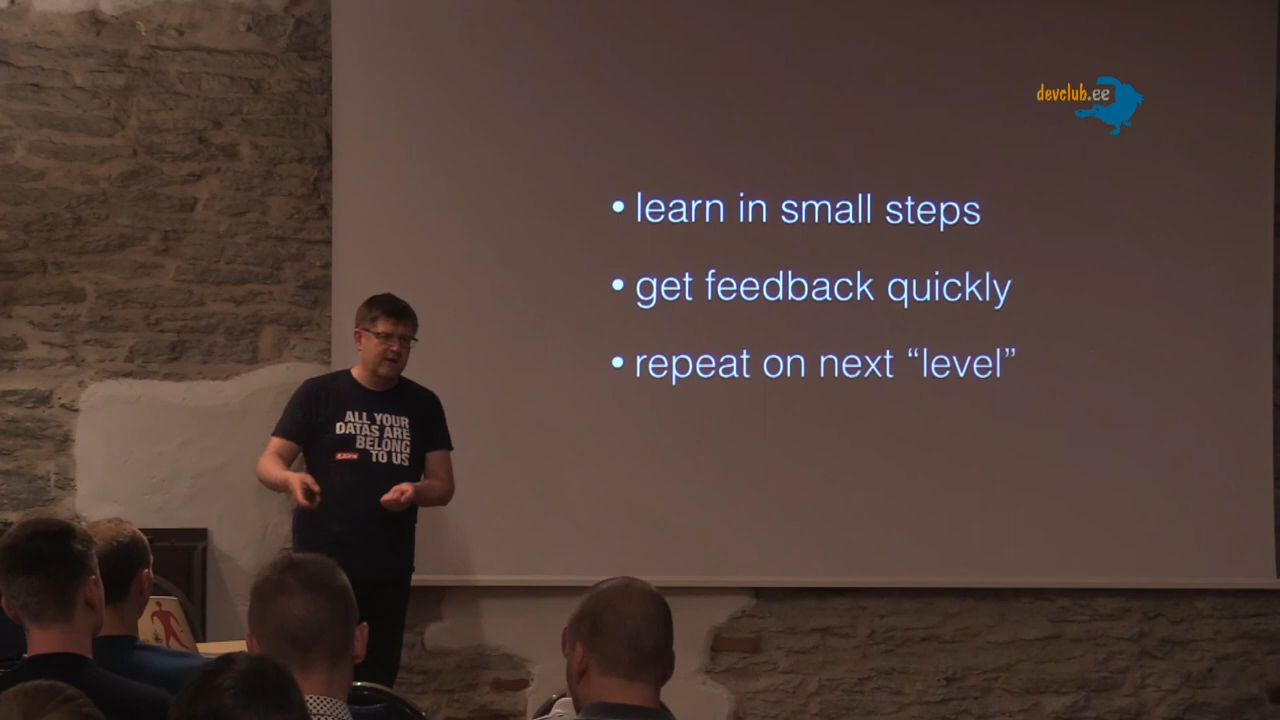 devclub.ee
• learn in small steps
• get feedback quickly
• repeat on next “level”
ALL YOUR
DATAS ARE
BELONG
TO US